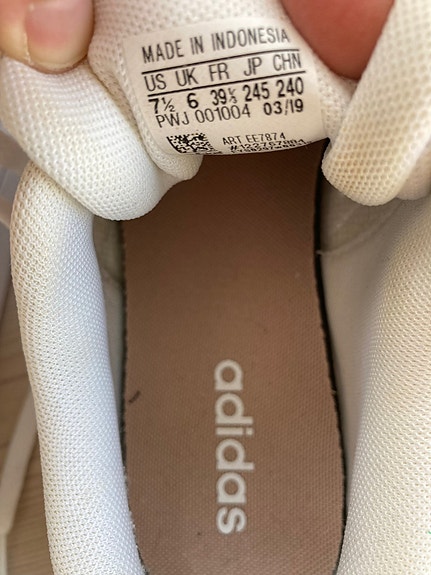 MADE IN INDONESIA
US UK FR JP CHN
7½ 6 39⅓ 245 240
PWJ 001004 03/19
ART EE7874
adidas